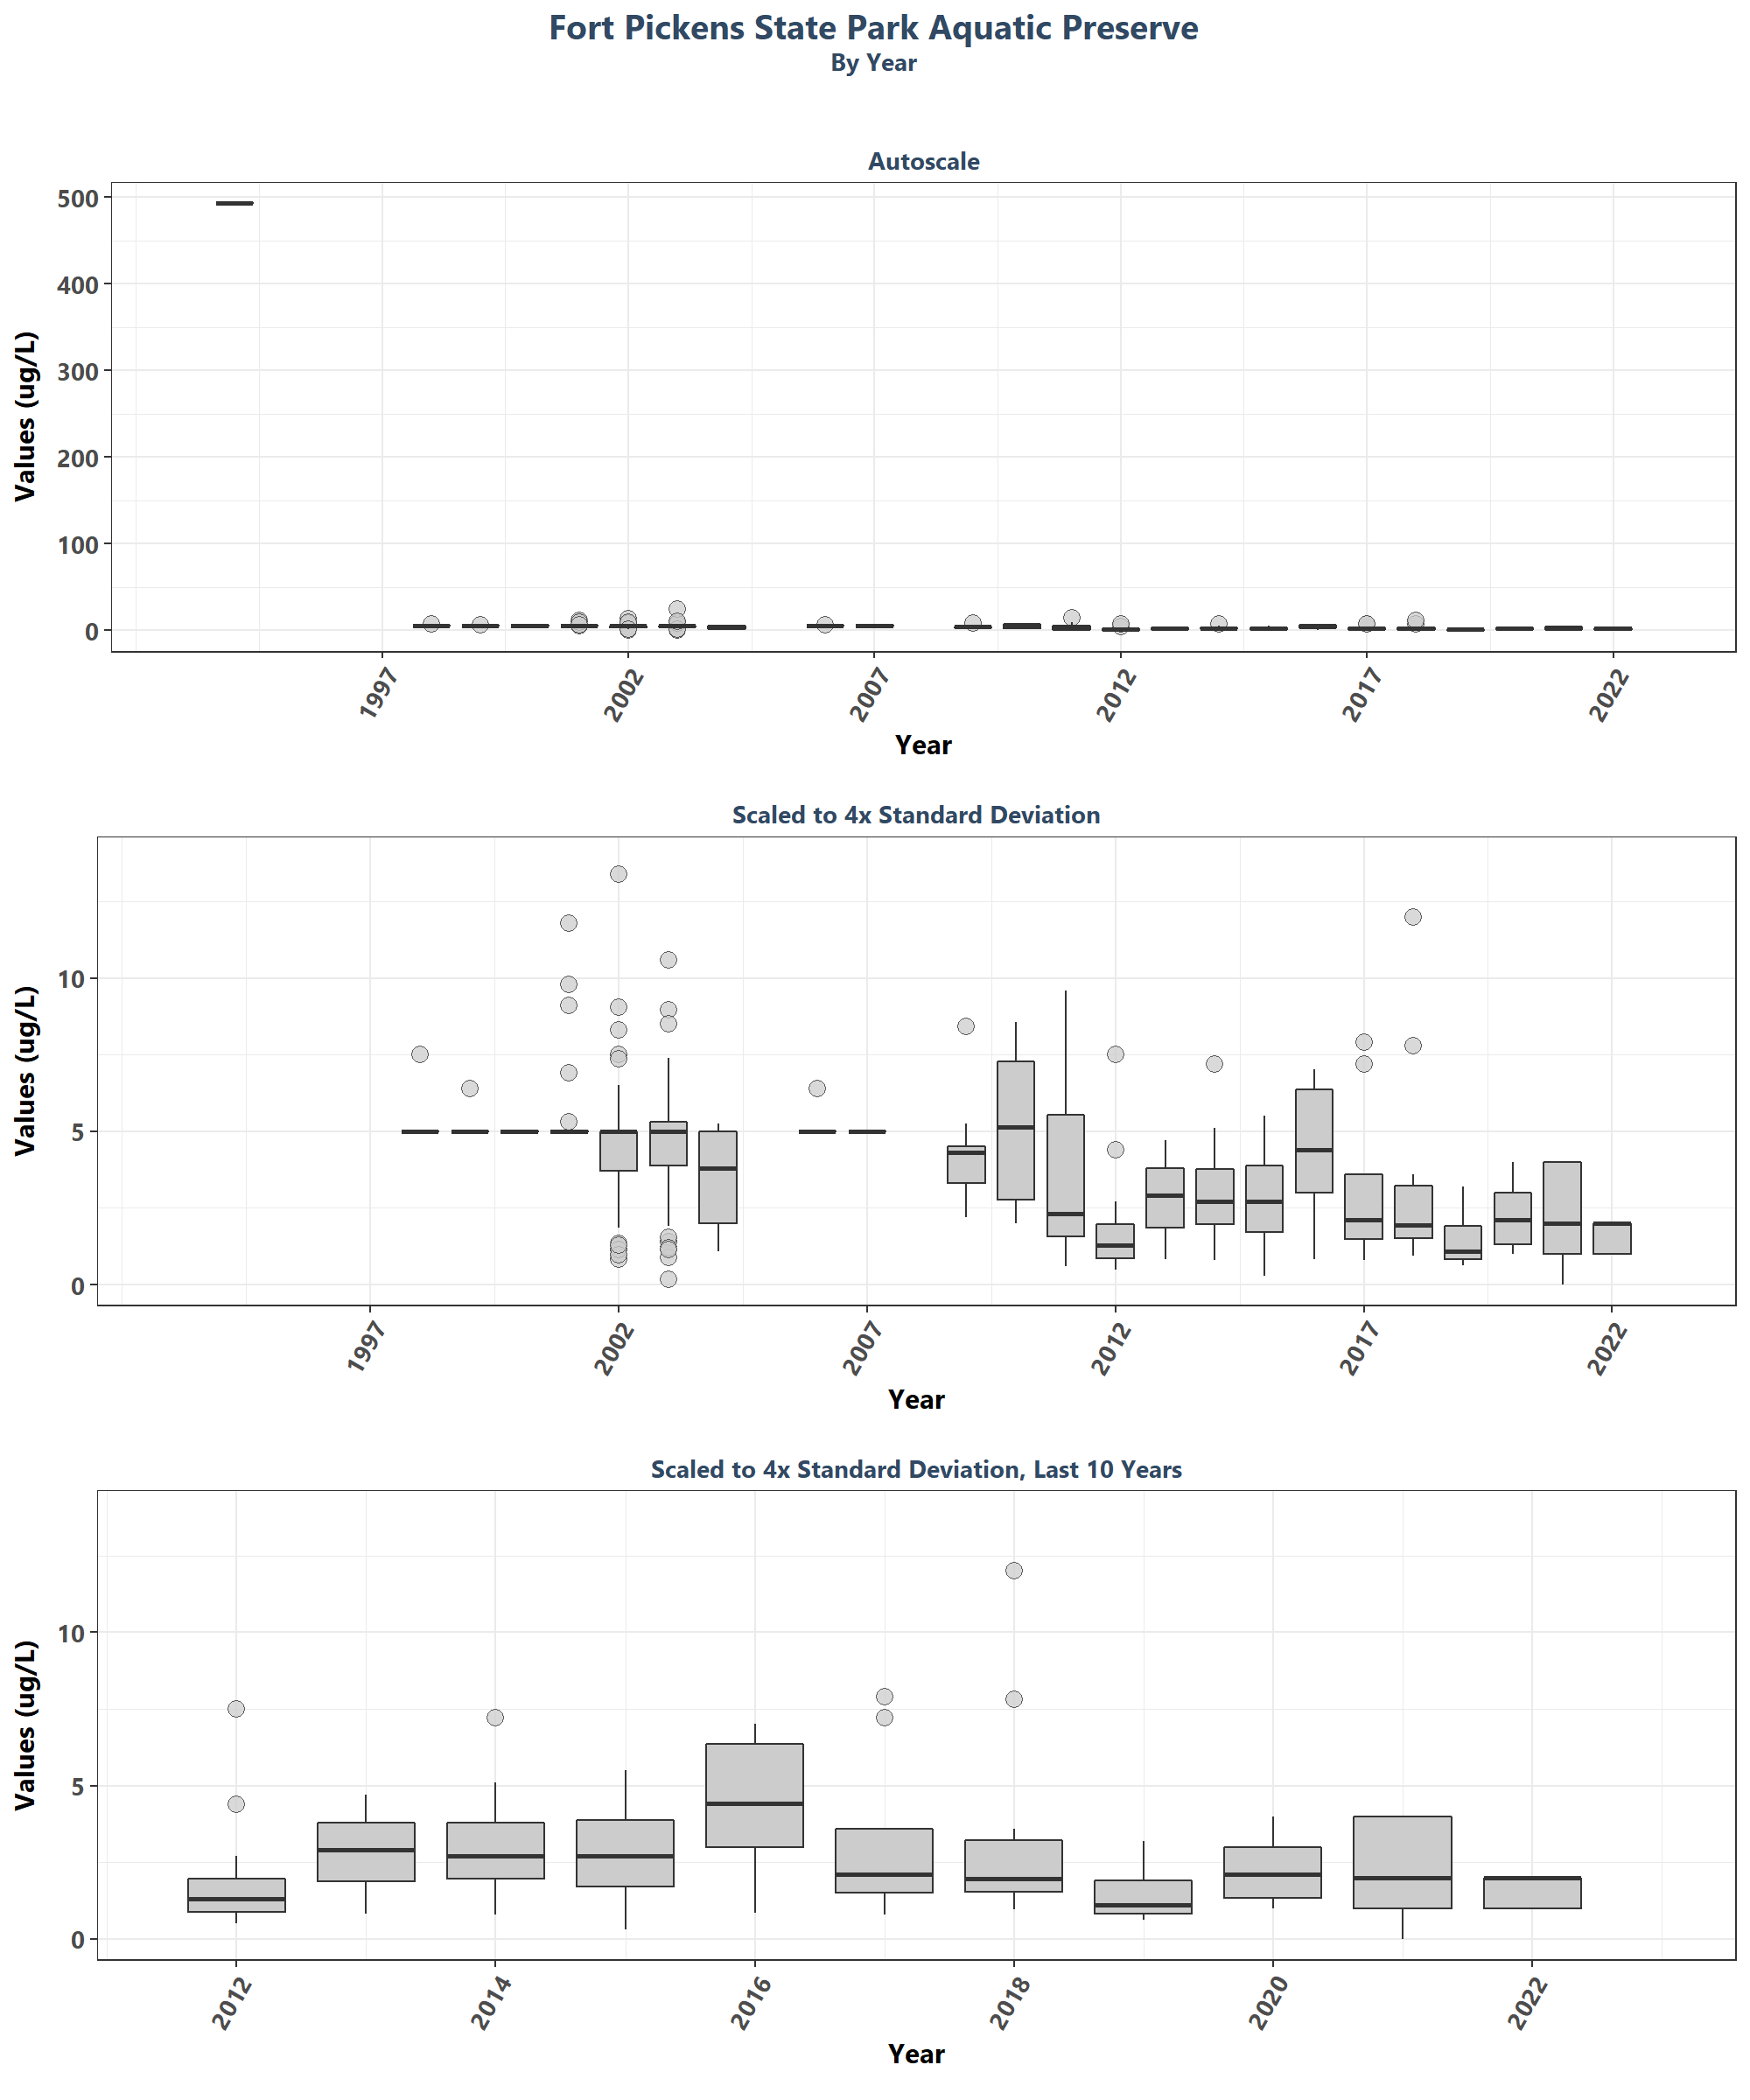 Fort Pickens State Park Aquatic Preserve
By Year
Autoscale
Values (ug/L)
500
400
300
200
100
0
1997
2002
2007
2012
2017
2022
Year
Scaled to 4x Standard Deviation
Values (ug/L)
10
5
0
1997
2002
2007
2012
2017
2022
Year
Scaled to 4x Standard Deviation, Last 10 Years
Values (ug/L)
10
5
0
2012
2014
2016
2018
2020
2022
Year